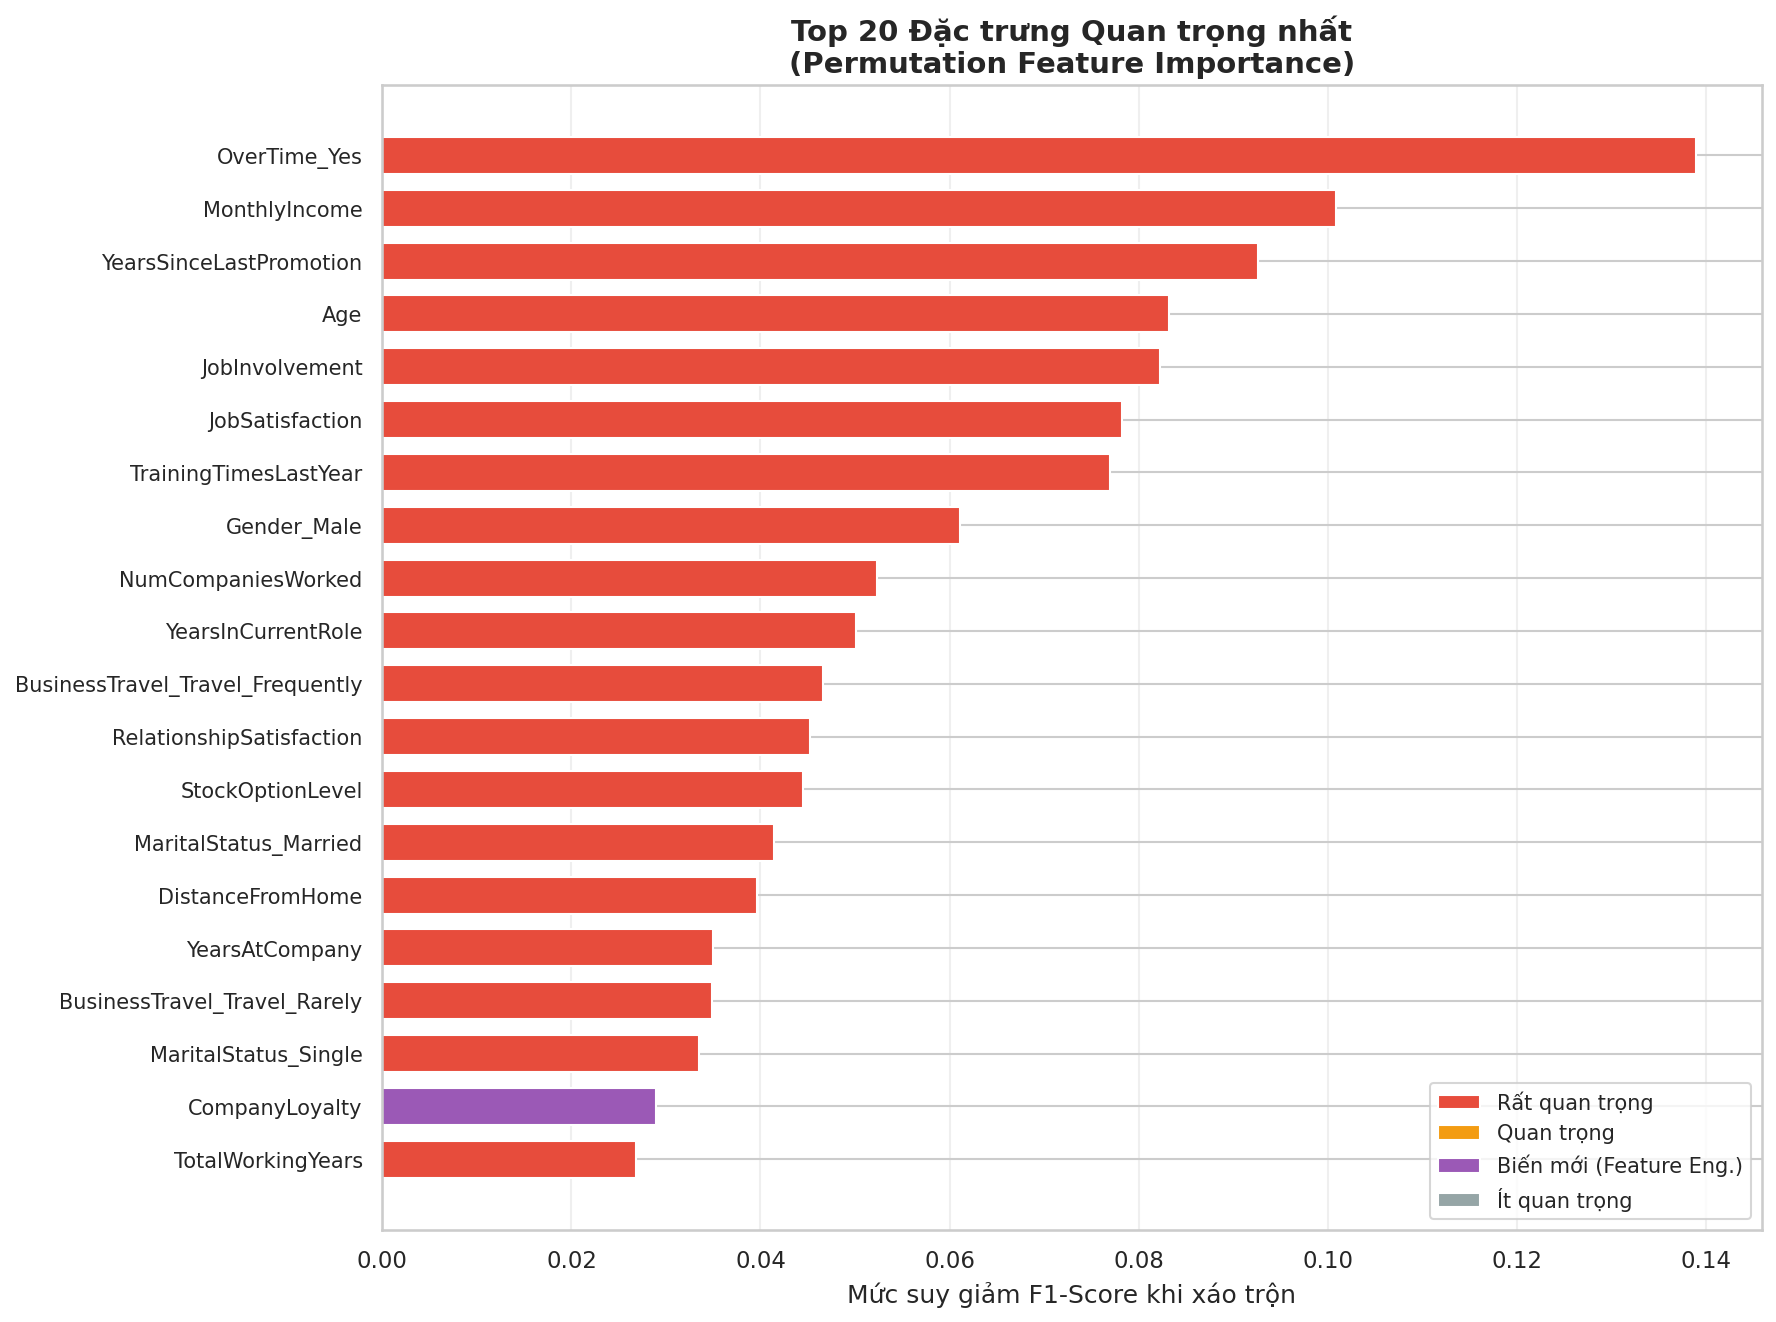 Top 20 Đặc trưng Quan trọng nhất
(Permutation Feature Importance)
OverTime_Yes
MonthlyIncome
YearsSinceLastPromotion
Age
JobInvolvement
JobSatisfaction
TrainingTimesLastYear
Gender_Male
NumCompaniesWorked
YearsInCurrentRole
BusinessTravel_Travel_Frequently
RelationshipSatisfaction
StockOptionLevel
MaritalStatus_Married
DistanceFromHome
YearsAtCompany
BusinessTravel_Travel_Rarely
MaritalStatus_Single
CompanyLoyalty
TotalWorkingYears
Rất quan trọng
Quan trọng
Biến mới (Feature Eng.)
Ít quan trọng
0.00 0.02 0.04 0.06 0.08 0.10 0.12 0.14
Mức suy giảm F1-Score khi xáo trộn